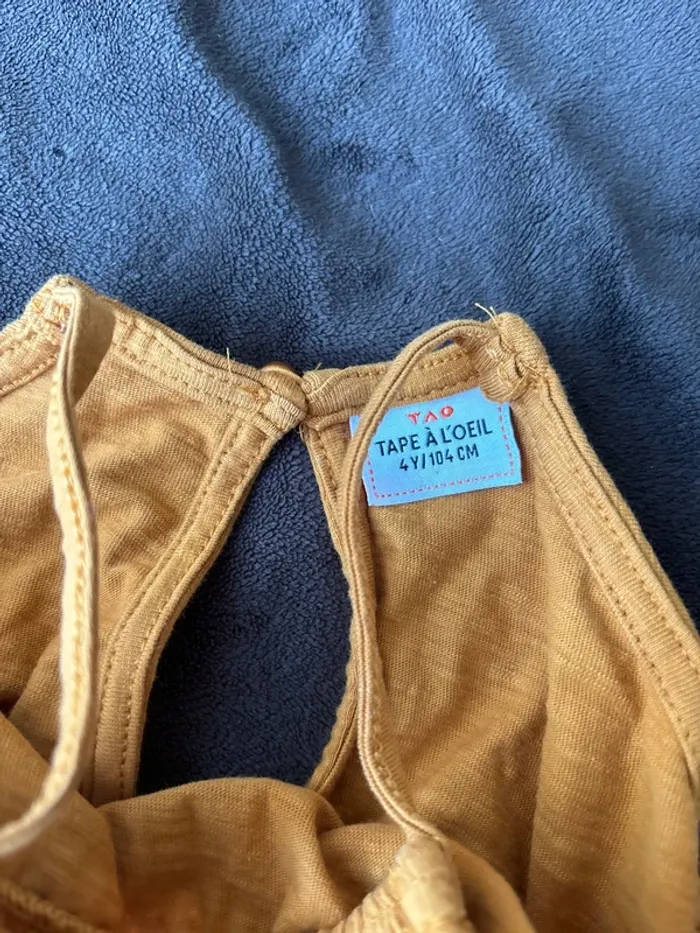 TAO
TAPE À L'OEIL
4Y/104 CM